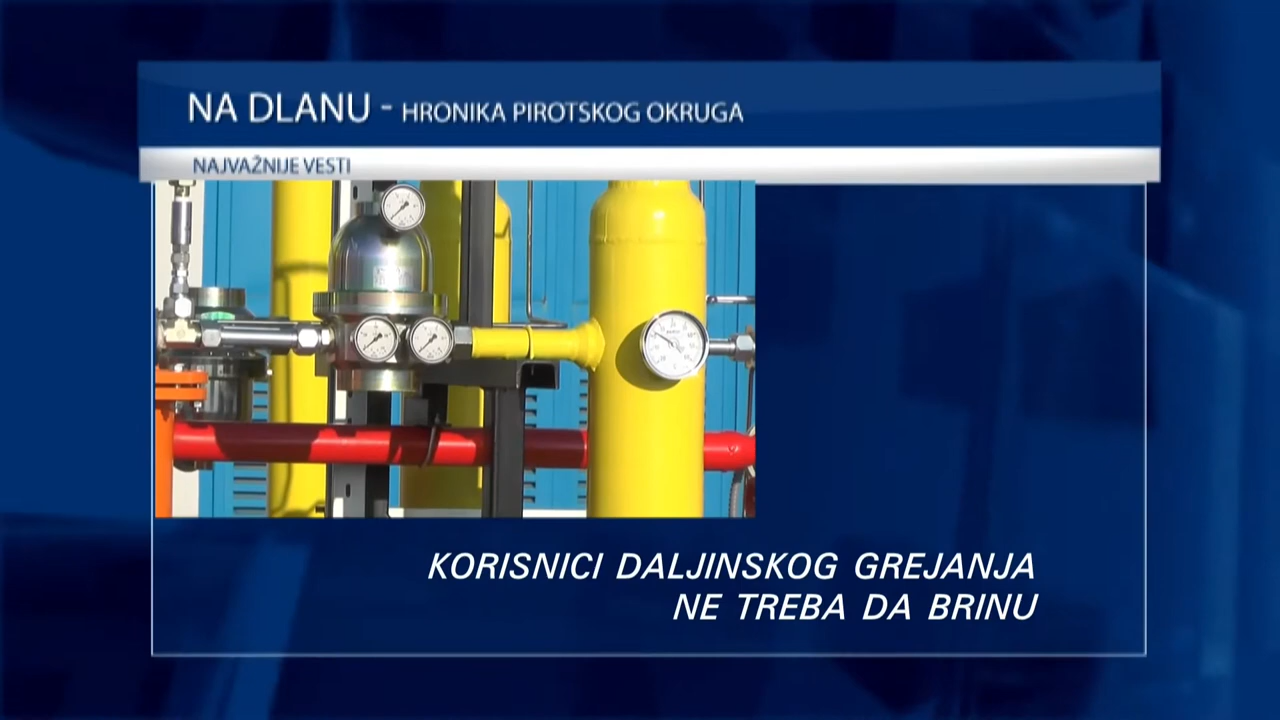 NA DLANU - HRONIKA PIROTSKOG OKRUGA
NAJVAŽNIJE VESTI
KORISNICI DALJINSKOG GREJANJA
NE TREBA DA BRINU